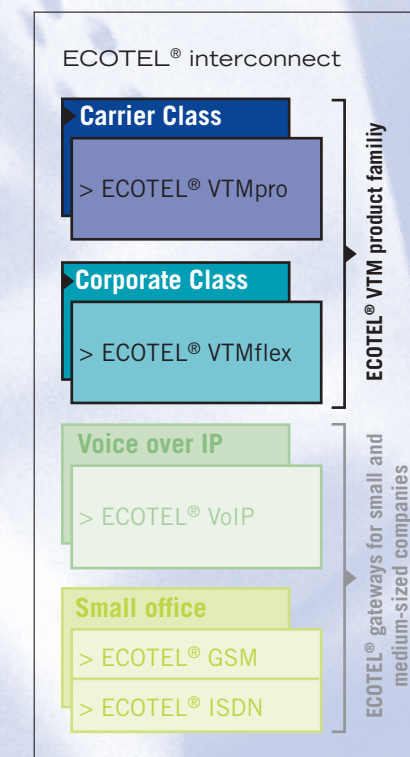 ECOTEL® interconnect
Carrier Class
> ECOTEL® VTMpro
Corporate Class
> ECOTEL® VTMflex
ECOTEL® VTM product familiy
Voice over IP
> ECOTEL® VoIP
Small office
> ECOTEL® GSM
> ECOTEL® ISDN
ECOTEL® gateways for small and
medium-sized companies